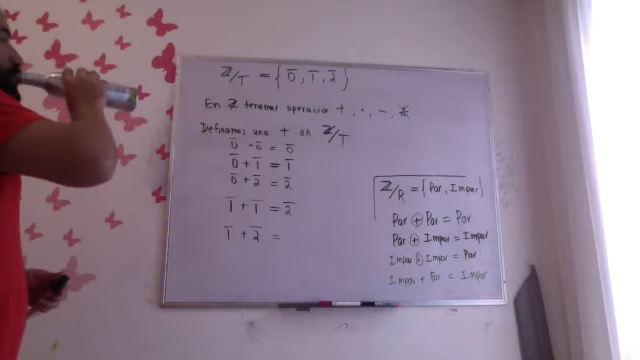 ℤ/T = { 0̅, 1̅, 2̅ }
En ℤ tenemos operación +, ·, -,
Definamos una + en ℤ/T
0̅ + 0̅ = 0̅
0̅ + 1̅ = 1̅
0̅ + 2̅ = 2̅
1̅ + 1̅ = 2̅
1̅ + 2̅ =
ℤ/R = { Par, Impar }
Par ⊕ Par = Par
Par ⊕ Impar = Impar
Impar ⊕ Impar = Par
Impar + Par = Impar